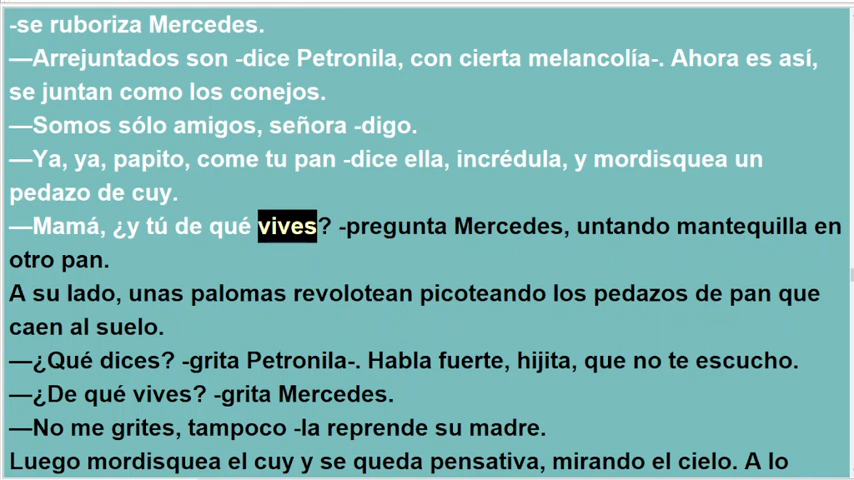 -se ruboriza Mercedes.
—Arrejuntados son -dice Petronila, con cierta melancolía-. Ahora es así,
se juntan como los conejos.
—Somos sólo amigos, señora -digo.
—Ya, ya, papito, come tu pan -dice ella, incrédula, y mordisquea un
pedazo de cuy.
—Mamá, ¿y tú de qué vives? -pregunta Mercedes, untando mantequilla en
otro pan.
A su lado, unas palomas revolotean picoteando los pedazos de pan que
caen al suelo.
—¿Qué dices? -grita Petronila-. Habla fuerte, hijita, que no te escucho.
—¿De qué vives? -grita Mercedes.
—No me grites, tampoco -la reprende su madre.
Luego mordisquea el cuy y se queda pensativa, mirando el cielo. A lo